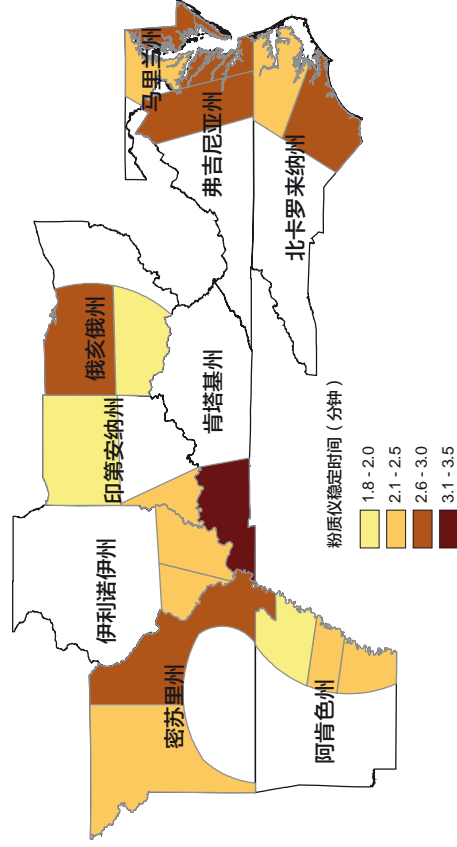 马里兰州
弗吉尼亚州
北卡罗来纳州
俄亥俄州
肯塔基州
印第安纳州
伊利诺伊州
密苏里州
阿肯色州
粉质仪稳定时间（分钟）
1.8 - 2.0
2.1 - 2.5
2.6 - 3.0
3.1 - 3.5